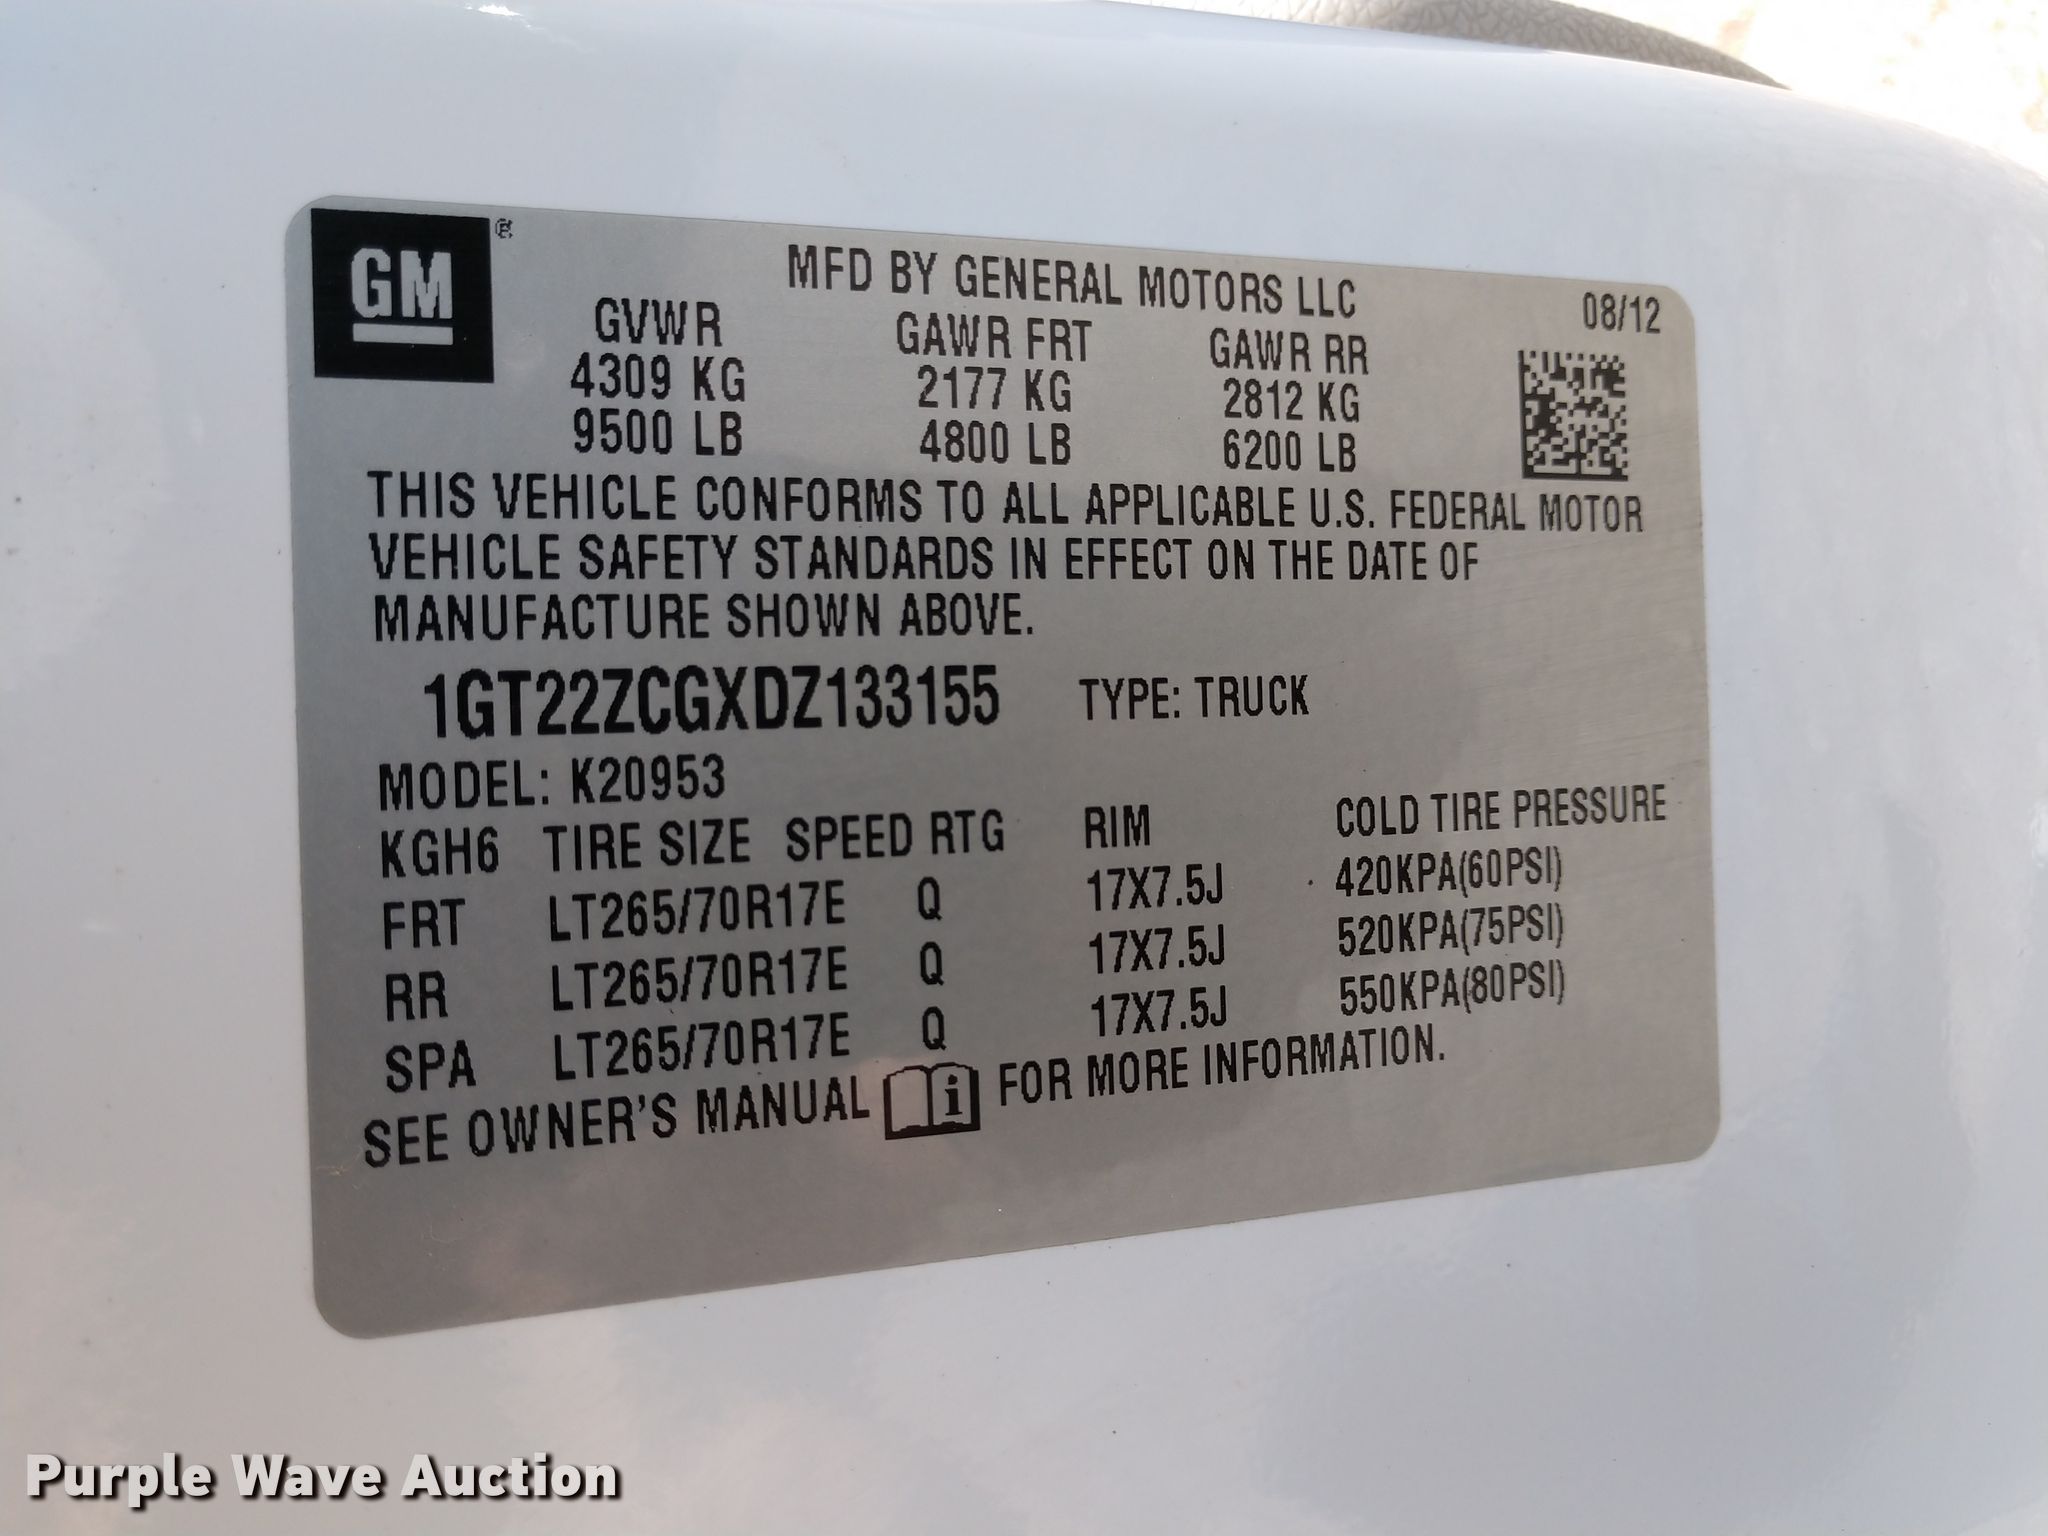 GM ®
MFD BY GENERAL MOTORS LLC
08/12
GVWR GAWR FRT GAWR RR
4309 KG 2177 KG 2812 KG
9500 LB 4800 LB 6200 LB
THIS VEHICLE CONFORMS TO ALL APPLICABLE U.S. FEDERAL MOTOR
VEHICLE SAFETY STANDARDS IN EFFECT ON THE DATE OF
MANUFACTURE SHOWN ABOVE.
1GT22ZCGXDZ133155 TYPE: TRUCK
MODEL: K20953
KGH6 TIRE SIZE SPEED RTG RIM COLD TIRE PRESSURE
FRT LT265/70R17E Q 17X7.5J 420KPA(60PSI)
RR LT265/70R17E Q 17X7.5J 520KPA(75PSI)
SPA LT265/70R17E Q 17X7.5J 550KPA(80PSI)
SEE OWNER'S MANUAL i FOR MORE INFORMATION.
Purple Wave Auction